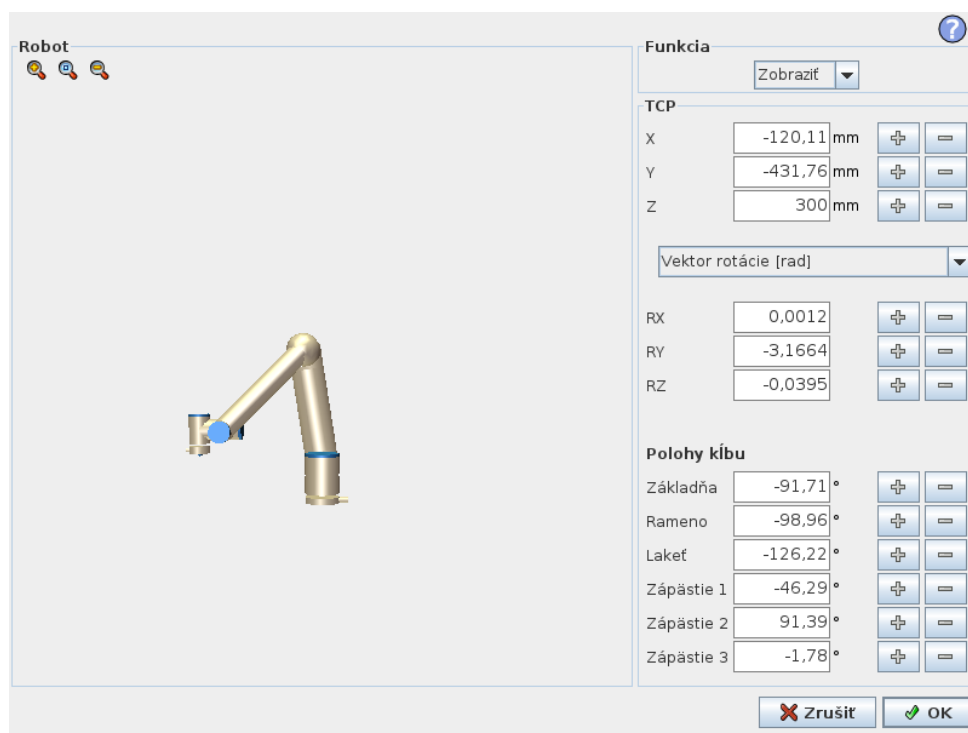 Robot
Funkcia
Zobraziť
TCP
X -120,11 mm
Y -431,76 mm
Z 300 mm
Vektor rotácie [rad]
RX 0,0012
RY -3,1664
RZ -0,0395
Polohy kĺbu
Základňa -91,71 °
Rameno -98,96 °
Lakeť -126,22 °
Zápästie 1 -46,29 °
Zápästie 2 91,39 °
Zápästie 3 -1,78 °
Zrušiť OK